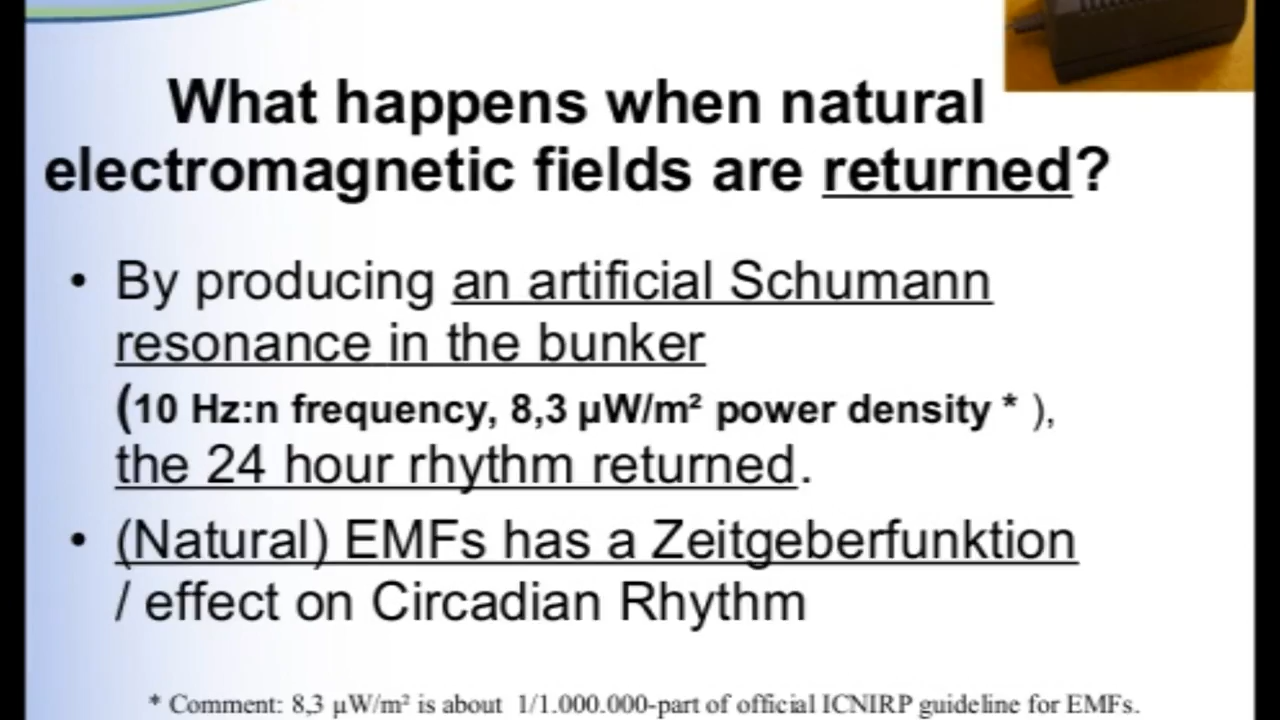 What happens when natural
electromagnetic fields are returned?
• By producing an artificial Schumann
resonance in the bunker
(10 Hz:n frequency, 8,3 µW/m² power density * ),
the 24 hour rhythm returned.
• (Natural) EMFs has a Zeitgeberfunktion
/ effect on Circadian Rhythm
* Comment: 8,3 µW/m² is about 1/1.000.000-part of official ICNIRP guideline for EMFs.